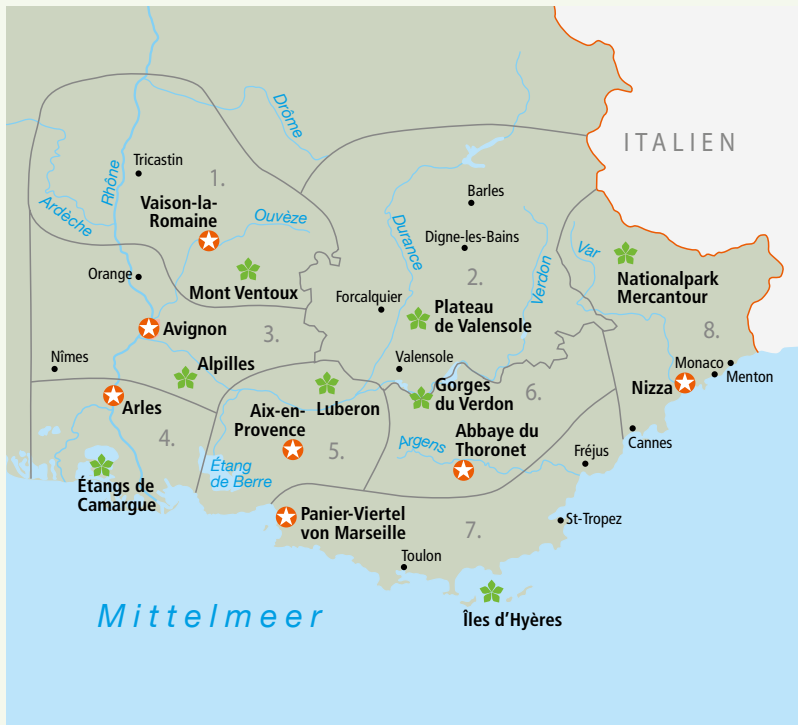 ITALIEN
Drôme
Tricastin
Rhône
1.
Barles
Vaison-la-
Romaine
Ardèche
Ouvèze
Durance
Digne-les-Bains
Var
Verdon
Orange
Mont Ventoux
2.
Nationalpark
Mercantour
Forcalquier
Plateau
de Valensole
Avignon
3.
8.
Nîmes
Alpilles
Valensole
Monaco
Menton
Nizza
Luberon
Gorges
du Verdon
6.
Arles
Aix-en-
Provence
4.
5.
Abbaye du
Thoronet
Argens
Cannes
Fréjus
Étang
de Berre
Étangs de
Camargue
Panier-Viertel
von Marseille
7.
St-Tropez
Toulon
Mittelmeer
Îles d'Hyères